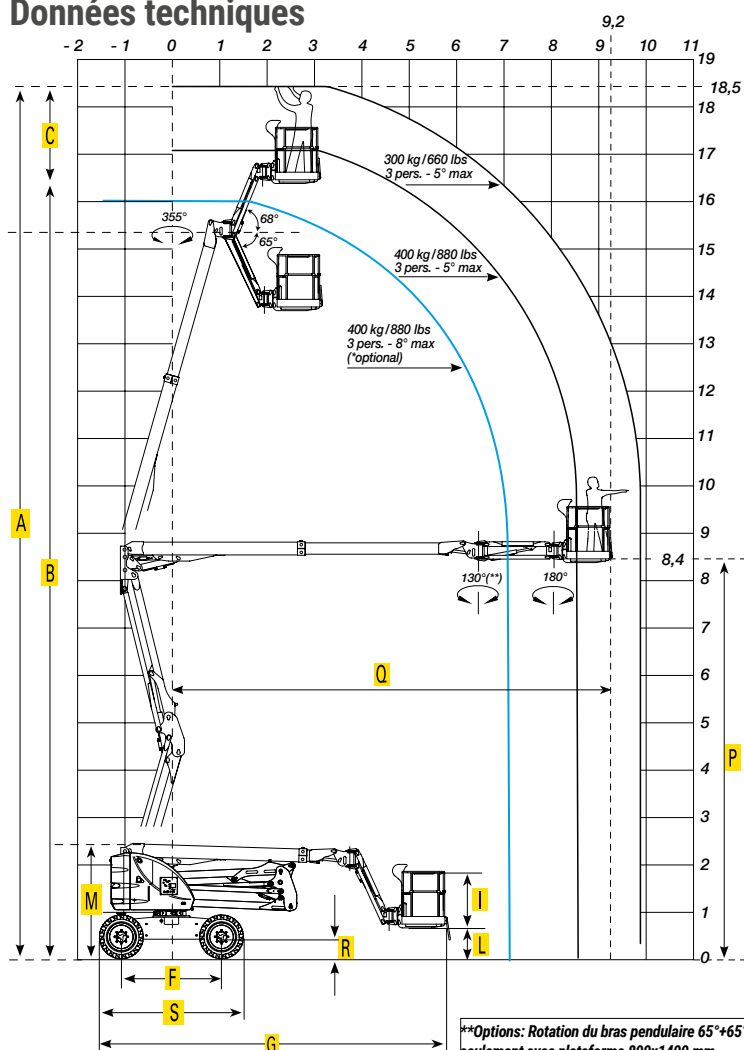 Données techniques
9,2
- 2 - 1 0 1 2 3 4 5 6 7 8 9 10 11
19
18,5
18
C
300 kg/660 lbs
3 pers. - 5° max
17
16
355°
68°
65°
15
400 kg/880 lbs
3 pers. - 5° max
14
400 kg/880 lbs
3 pers. - 8° max
(*optional)
13
12
11
10
A
9
B
8,4
8
130°(**)
180°
7
Q
6
5
P
4
3
2
M
I
1
R
L
0
F
S
G
**Options: Rotation du bras pendulaire 65°+65°